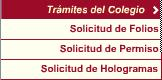 Trámites del Colegio
Solicitud de Folios
Solicitud de Permiso
Solicitud de Hologramas